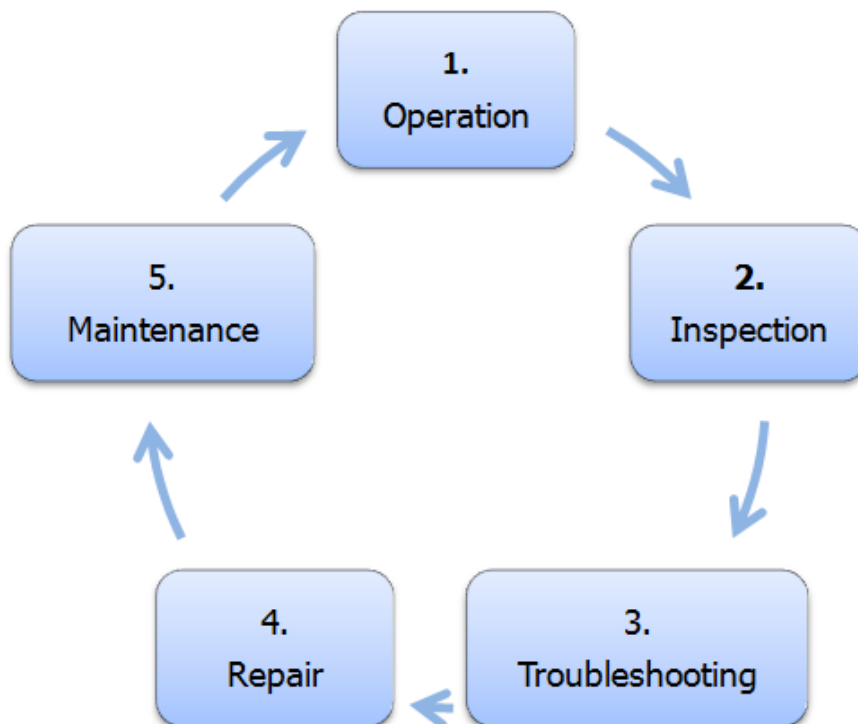 1.
Operation
2.
Inspection
3.
Troubleshooting
4.
Repair
5.
Maintenance